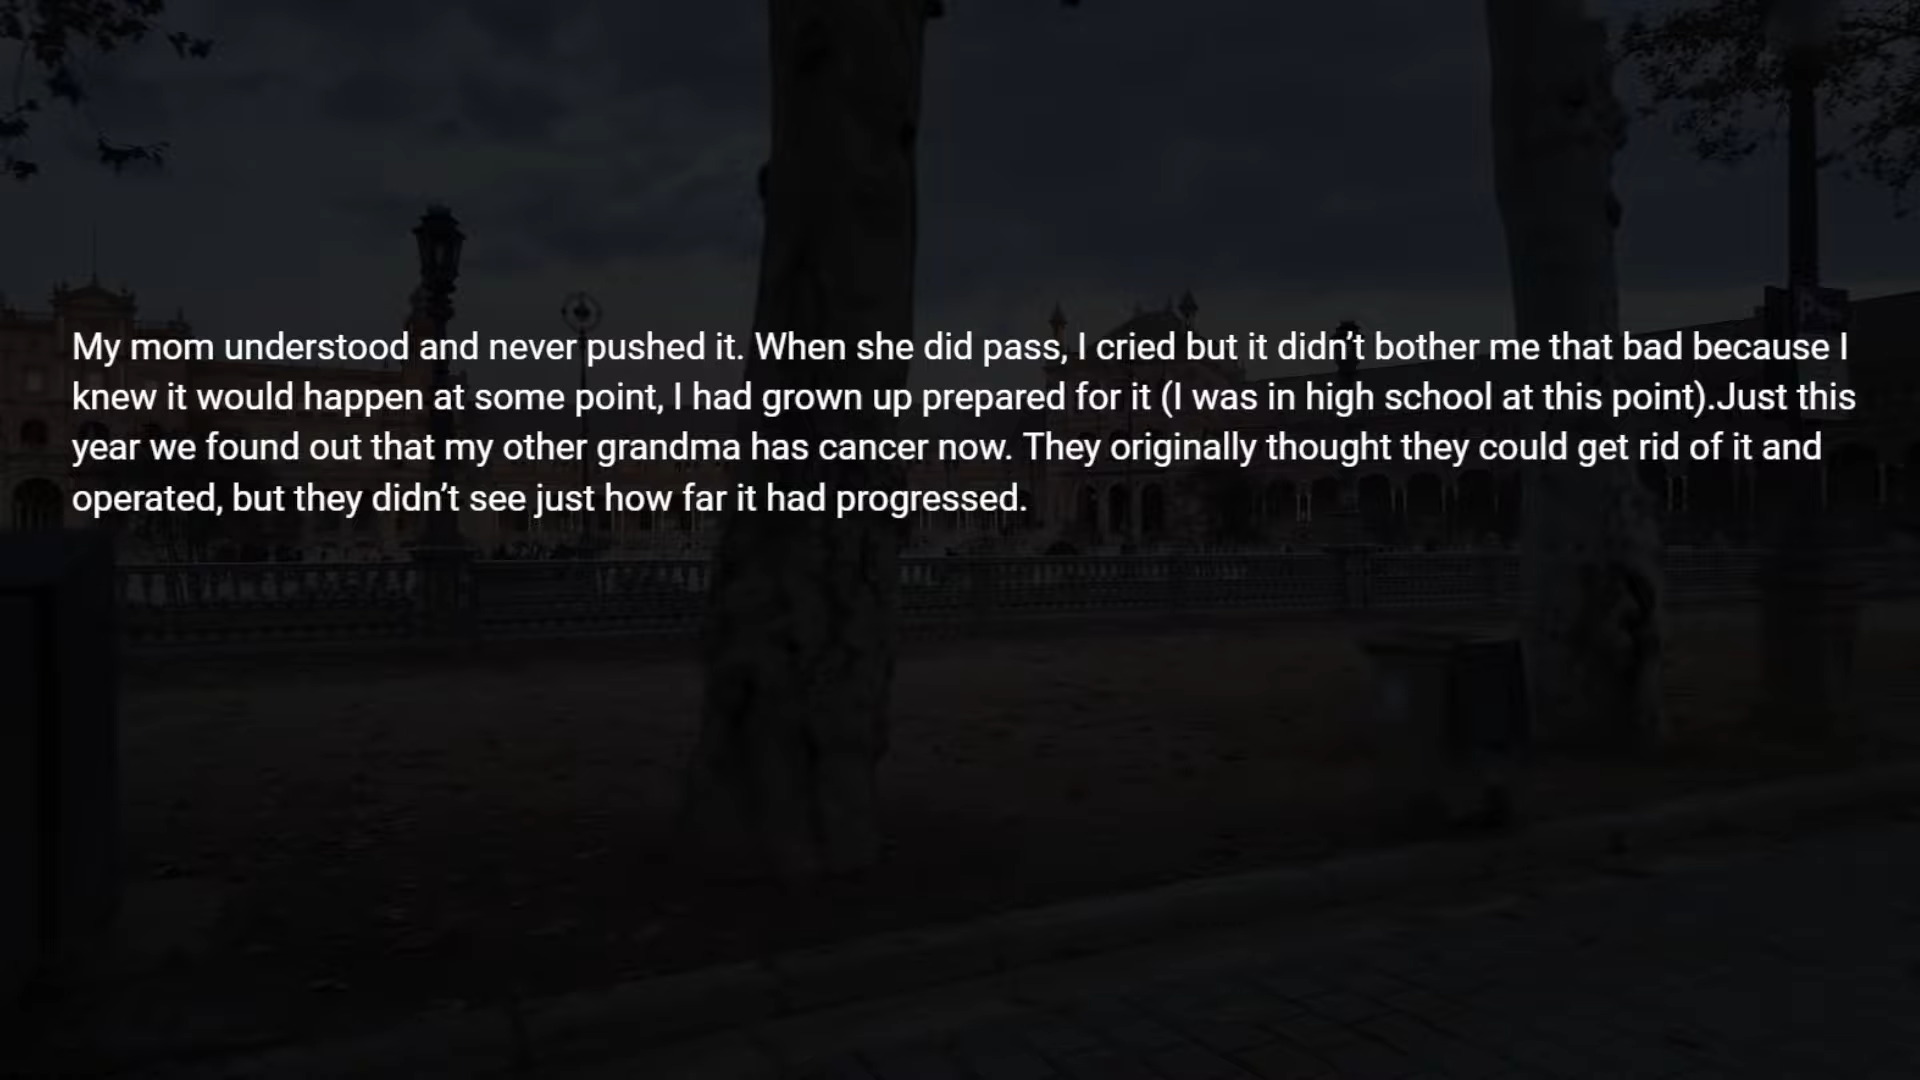 My mom understood and never pushed it. When she did pass, I cried but it didn’t bother me that bad because I
knew it would happen at some point, I had grown up prepared for it (I was in high school at this point).Just this
year we found out that my other grandma has cancer now. They originally thought they could get rid of it and
operated, but they didn’t see just how far it had progressed.